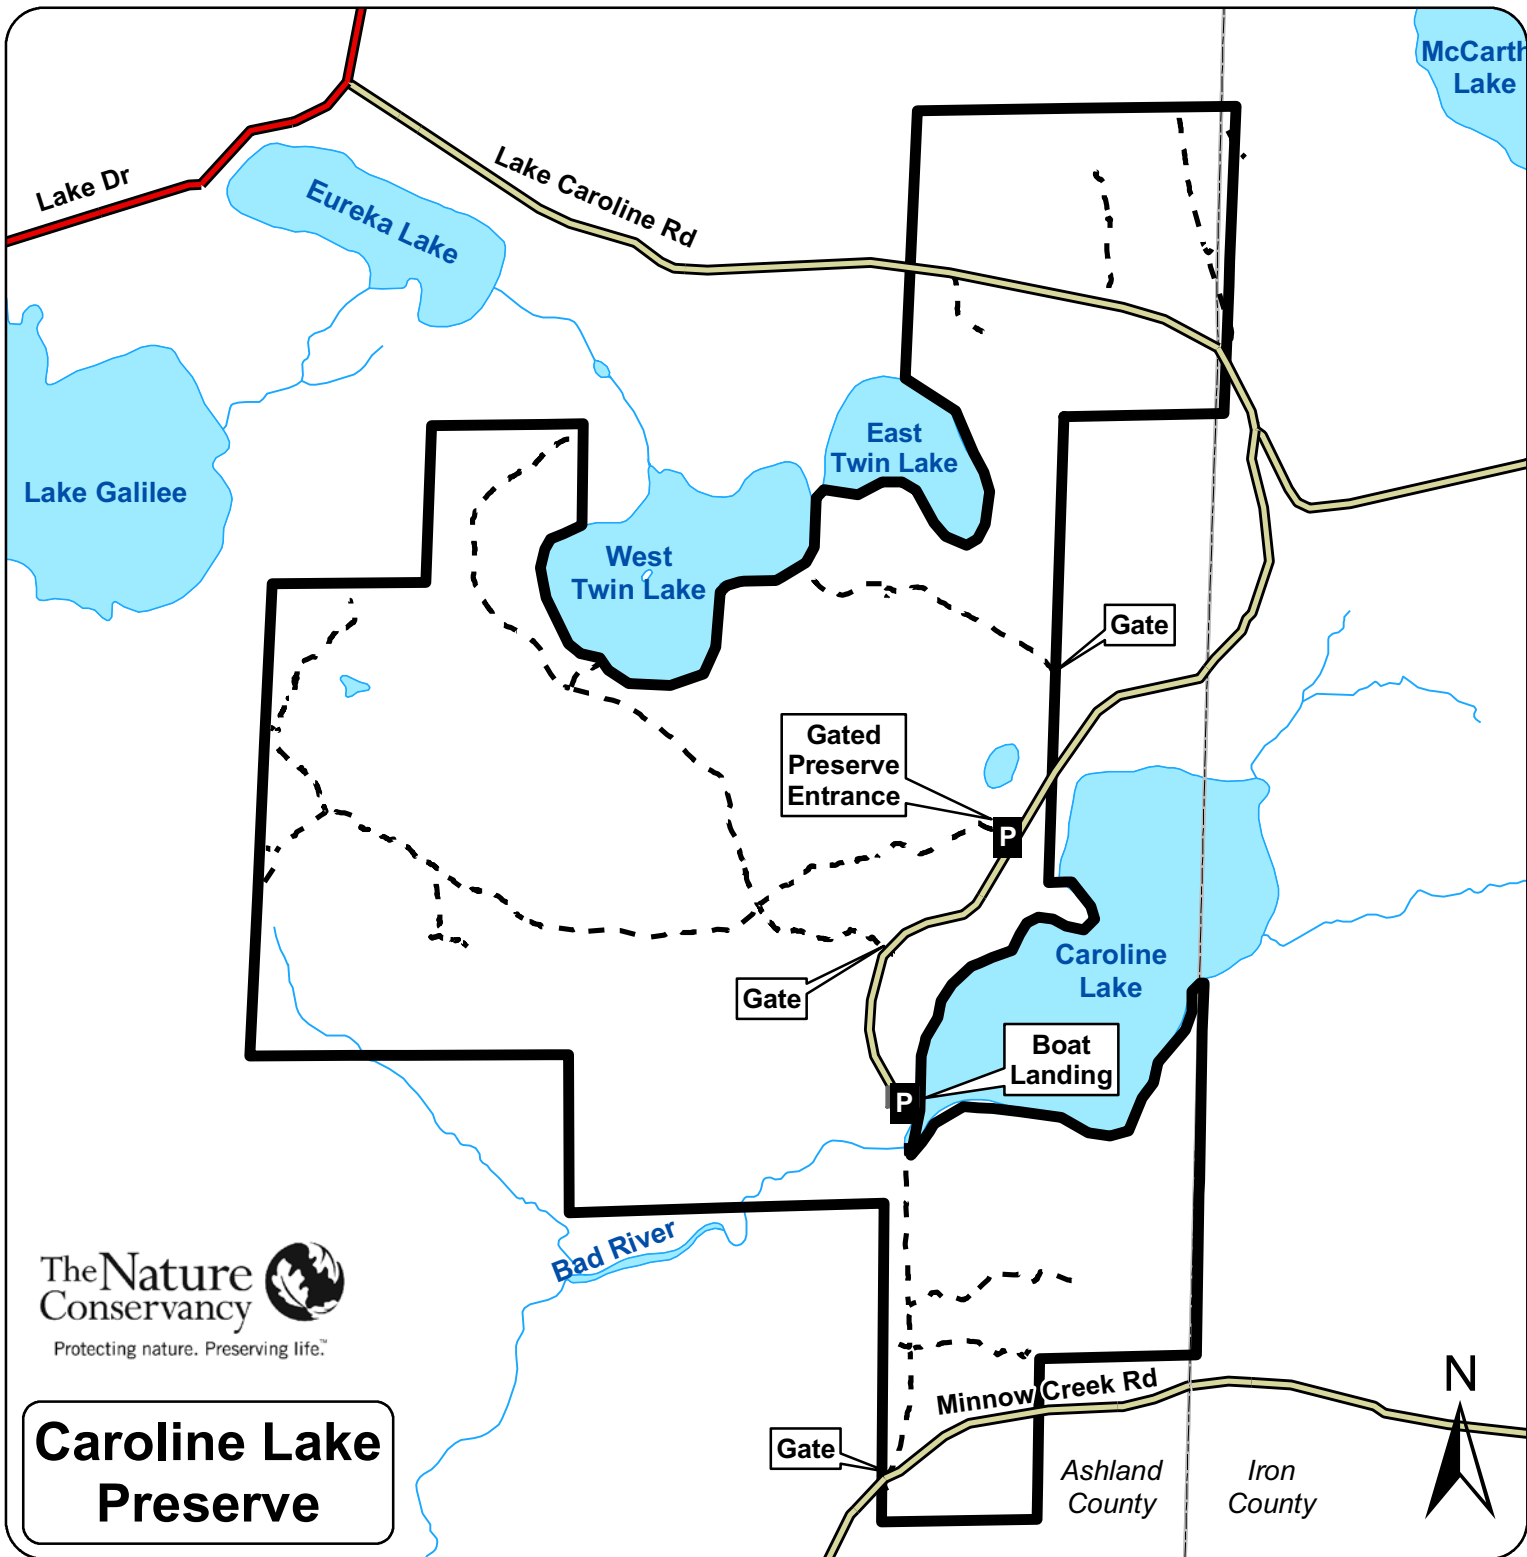 McCarth
Lake
Lake Dr
Lake Caroline Rd
Eureka Lake
East
Twin Lake
Lake Galilee
West
Twin Lake
Gate
Gated
Preserve
Entrance
P
Caroline
Lake
Gate
Boat
Landing
P
Bad River
The Nature
Conservancy
Protecting nature. Preserving life.™
Minnow Creek Rd
N
Caroline Lake
Preserve
Gate
Ashland
County
Iron
County